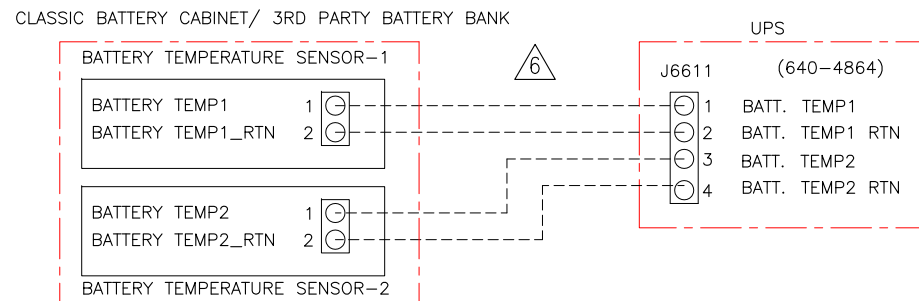 CLASSIC BATTERY CABINET/ 3RD PARTY BATTERY BANK
UPS
BATTERY TEMPERATURE SENSOR-1
6
J6611
(640-4864)
BATTERY TEMP1 1
BATTERY TEMP1_RTN 2
1 BATT. TEMP1
2 BATT. TEMP1 RTN
3 BATT. TEMP2
4 BATT. TEMP2 RTN
BATTERY TEMP2 1
BATTERY TEMP2_RTN 2
BATTERY TEMPERATURE SENSOR-2